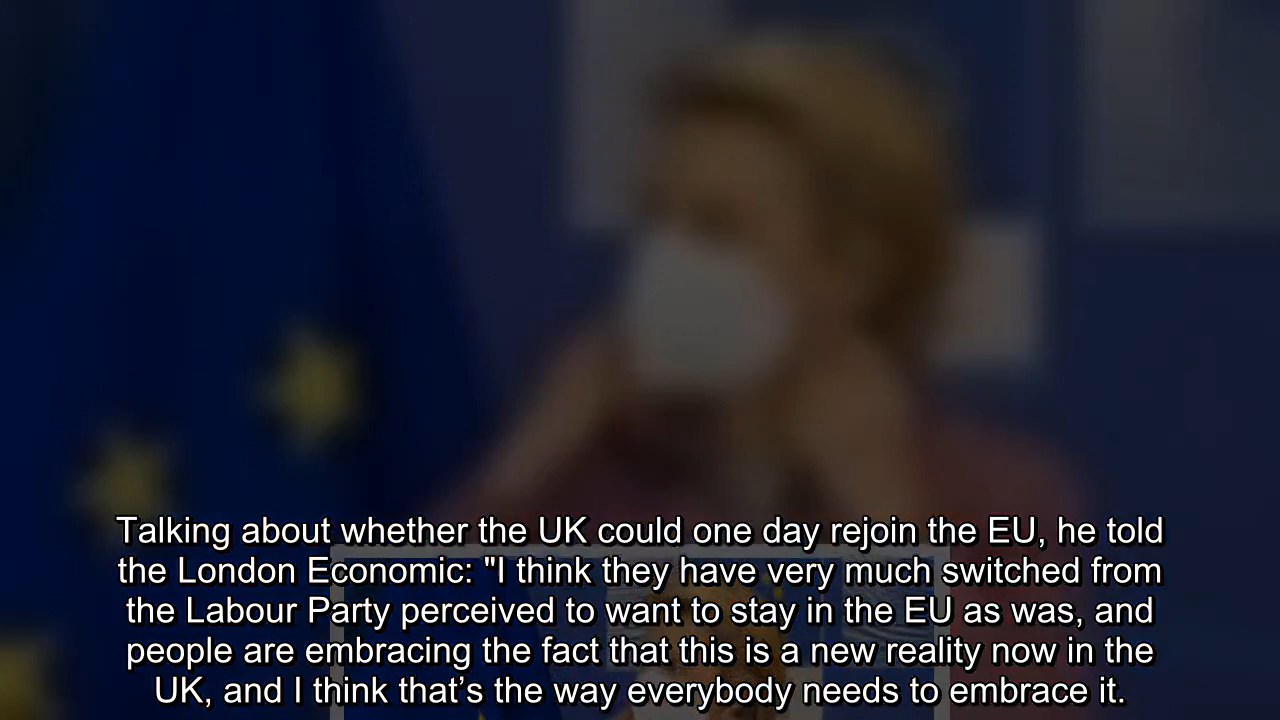 Talking about whether the UK could one day rejoin the EU, he told
the London Economic: "I think they have very much switched from
the Labour Party perceived to want to stay in the EU as was, and
people are embracing the fact that this is a new reality now in the
UK, and I think that’s the way everybody needs to embrace it.